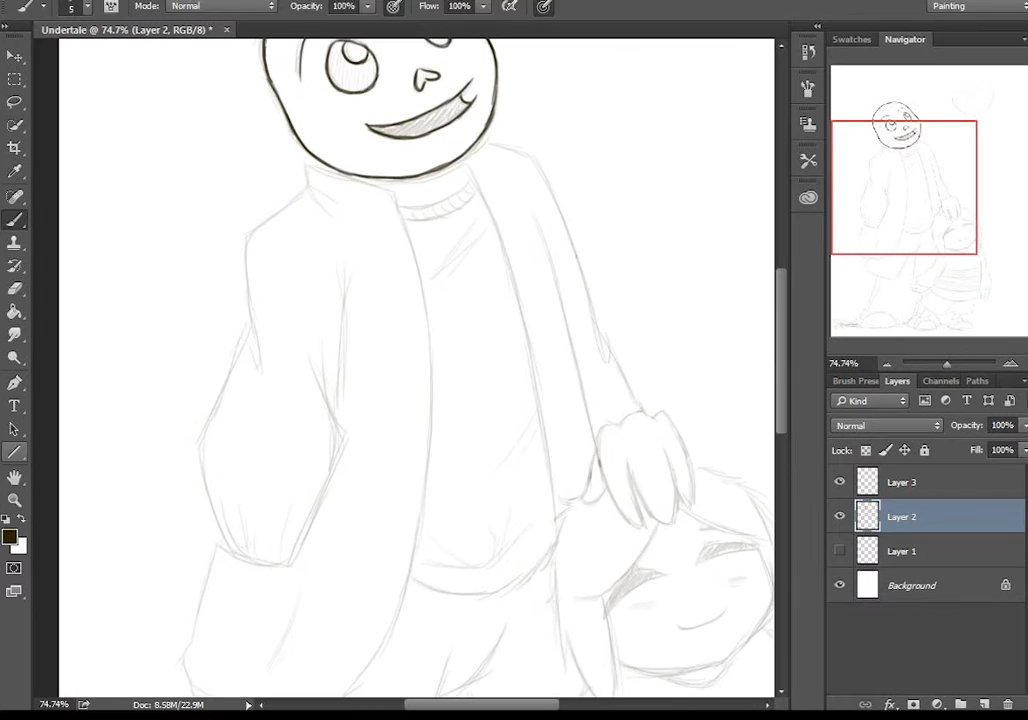 5 Mode: Normal Opacity: 100% Flow: 100% Painting
Undertale @ 74.7% (Layer 2, RGB/8) * ×
Swatches Navigator
74.74%
Brush Prese Layers Channels Paths
Kind
Normal Opacity: 100%
Lock: Fill: 100%
Layer 3
Layer 2
Layer 1
Background
fx
74.74% Doc: 8.58M/22.9M